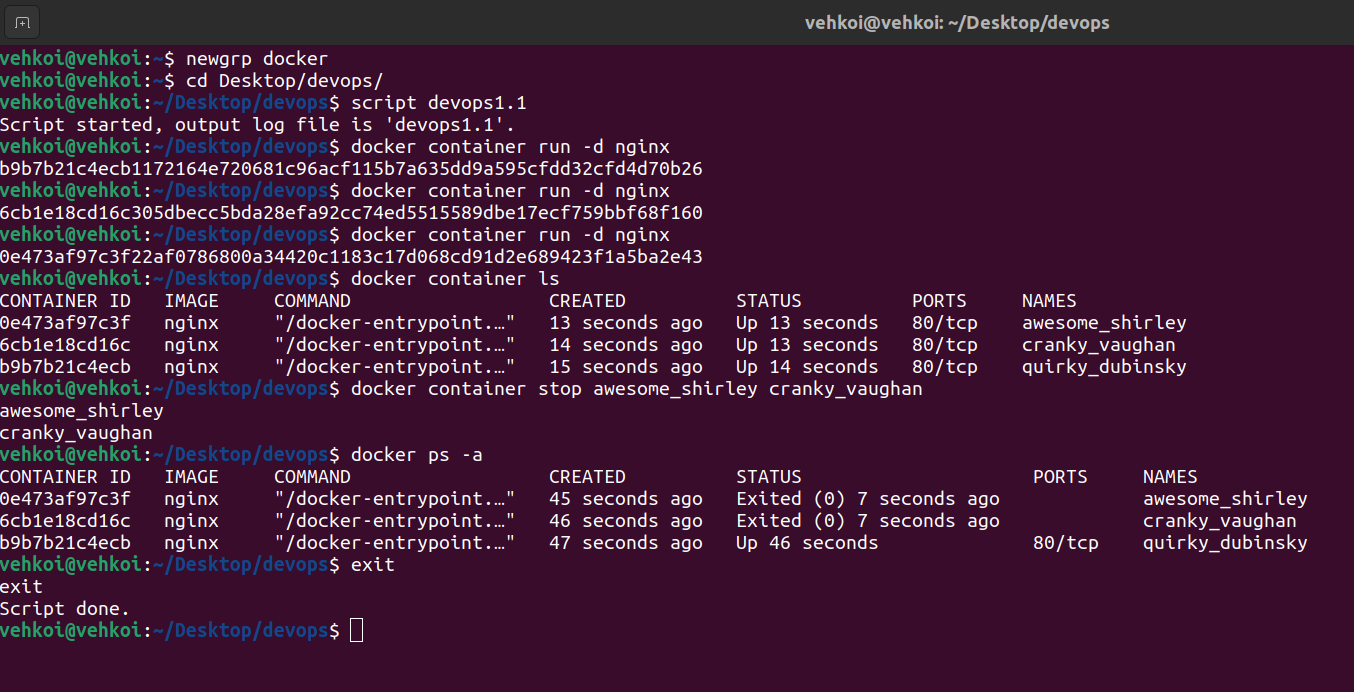 vehkoi@vehkoi: ~/Desktop/devops
vehkoi@vehkoi:~$ newgrp docker
vehkoi@vehkoi:~$ cd Desktop/devops/
vehkoi@vehkoi:~/Desktop/devops$ script devops1.1
Script started, output log file is 'devops1.1'.
vehkoi@vehkoi:~/Desktop/devops$ docker container run -d nginx
b9b7b21c4ecb1172164e720681c96acf115b7a635dd9a595cfdd32cfd4d70b26
vehkoi@vehkoi:~/Desktop/devops$ docker container run -d nginx
6cb1e18cd16c305dbecc5bda28efa92cc74ed5515589dbe17ecf759bbf68f160
vehkoi@vehkoi:~/Desktop/devops$ docker container run -d nginx
0e473af97c3f22af0786800a34420c1183c17d068cd91d2e689423f1a5ba2e43
vehkoi@vehkoi:~/Desktop/devops$ docker container ls
CONTAINER ID   IMAGE     COMMAND                  CREATED          STATUS          PORTS     NAMES
0e473af97c3f   nginx     "/docker-entrypoint.…"   13 seconds ago   Up 13 seconds   80/tcp    awesome_shirley
6cb1e18cd16c   nginx     "/docker-entrypoint.…"   14 seconds ago   Up 13 seconds   80/tcp    cranky_vaughan
b9b7b21c4ecb   nginx     "/docker-entrypoint.…"   15 seconds ago   Up 14 seconds   80/tcp    quirky_dubinsky
vehkoi@vehkoi:~/Desktop/devops$ docker container stop awesome_shirley cranky_vaughan
awesome_shirley
cranky_vaughan
vehkoi@vehkoi:~/Desktop/devops$ docker ps -a
CONTAINER ID   IMAGE     COMMAND                  CREATED          STATUS                     PORTS     NAMES
0e473af97c3f   nginx     "/docker-entrypoint.…"   45 seconds ago   Exited (0) 7 seconds ago             awesome_shirley
6cb1e18cd16c   nginx     "/docker-entrypoint.…"   46 seconds ago   Exited (0) 7 seconds ago             cranky_vaughan
b9b7b21c4ecb   nginx     "/docker-entrypoint.…"   47 seconds ago   Up 46 seconds              80/tcp    quirky_dubinsky
vehkoi@vehkoi:~/Desktop/devops$ exit
exit
Script done.
vehkoi@vehkoi:~/Desktop/devops$